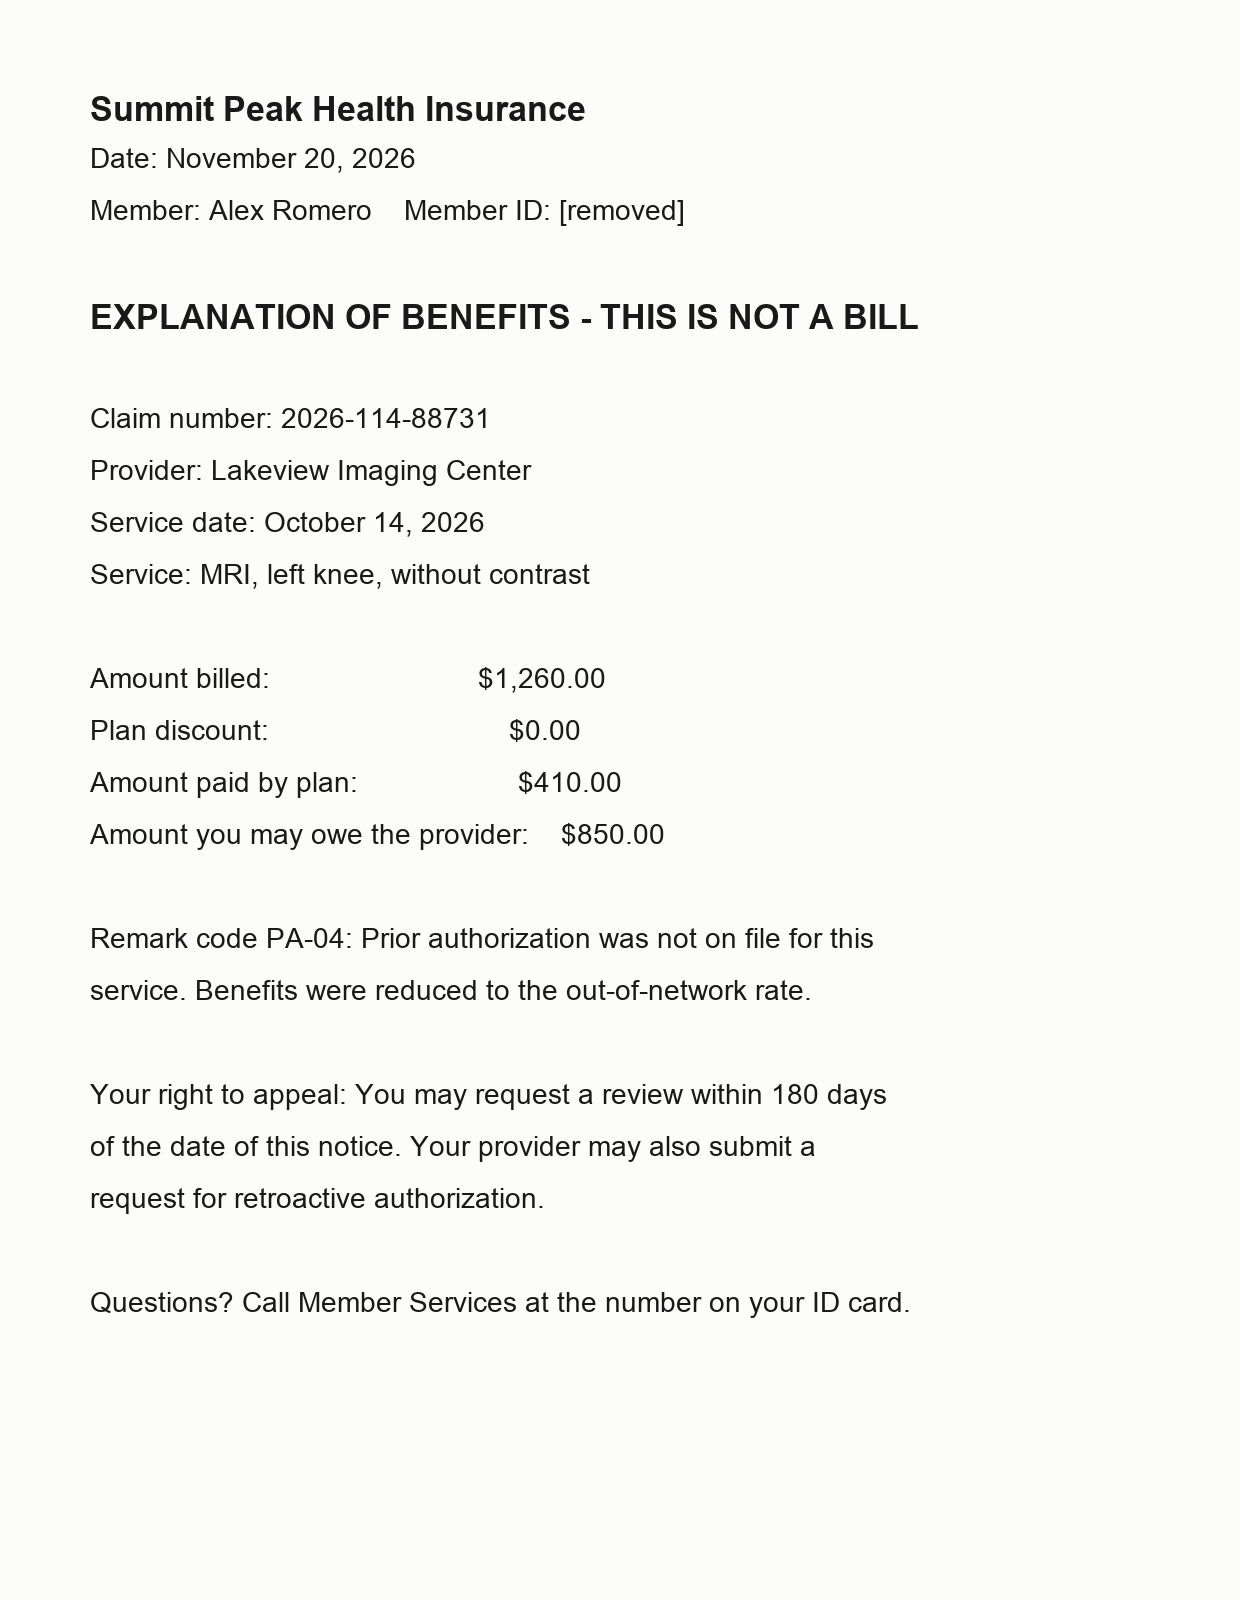 Summit Peak Health Insurance
Date: November 20, 2026
Member: Alex Romero    Member ID: [removed]
EXPLANATION OF BENEFITS - THIS IS NOT A BILL
Claim number: 2026-114-88731
Provider: Lakeview Imaging Center
Service date: October 14, 2026
Service: MRI, left knee, without contrast
Amount billed: $1,260.00
Plan discount: $0.00
Amount paid by plan: $410.00
Amount you may owe the provider: $850.00
Remark code PA-04: Prior authorization was not on file for this
service. Benefits were reduced to the out-of-network rate.
Your right to appeal: You may request a review within 180 days
of the date of this notice. Your provider may also submit a
request for retroactive authorization.
Questions? Call Member Services at the number on your ID card.